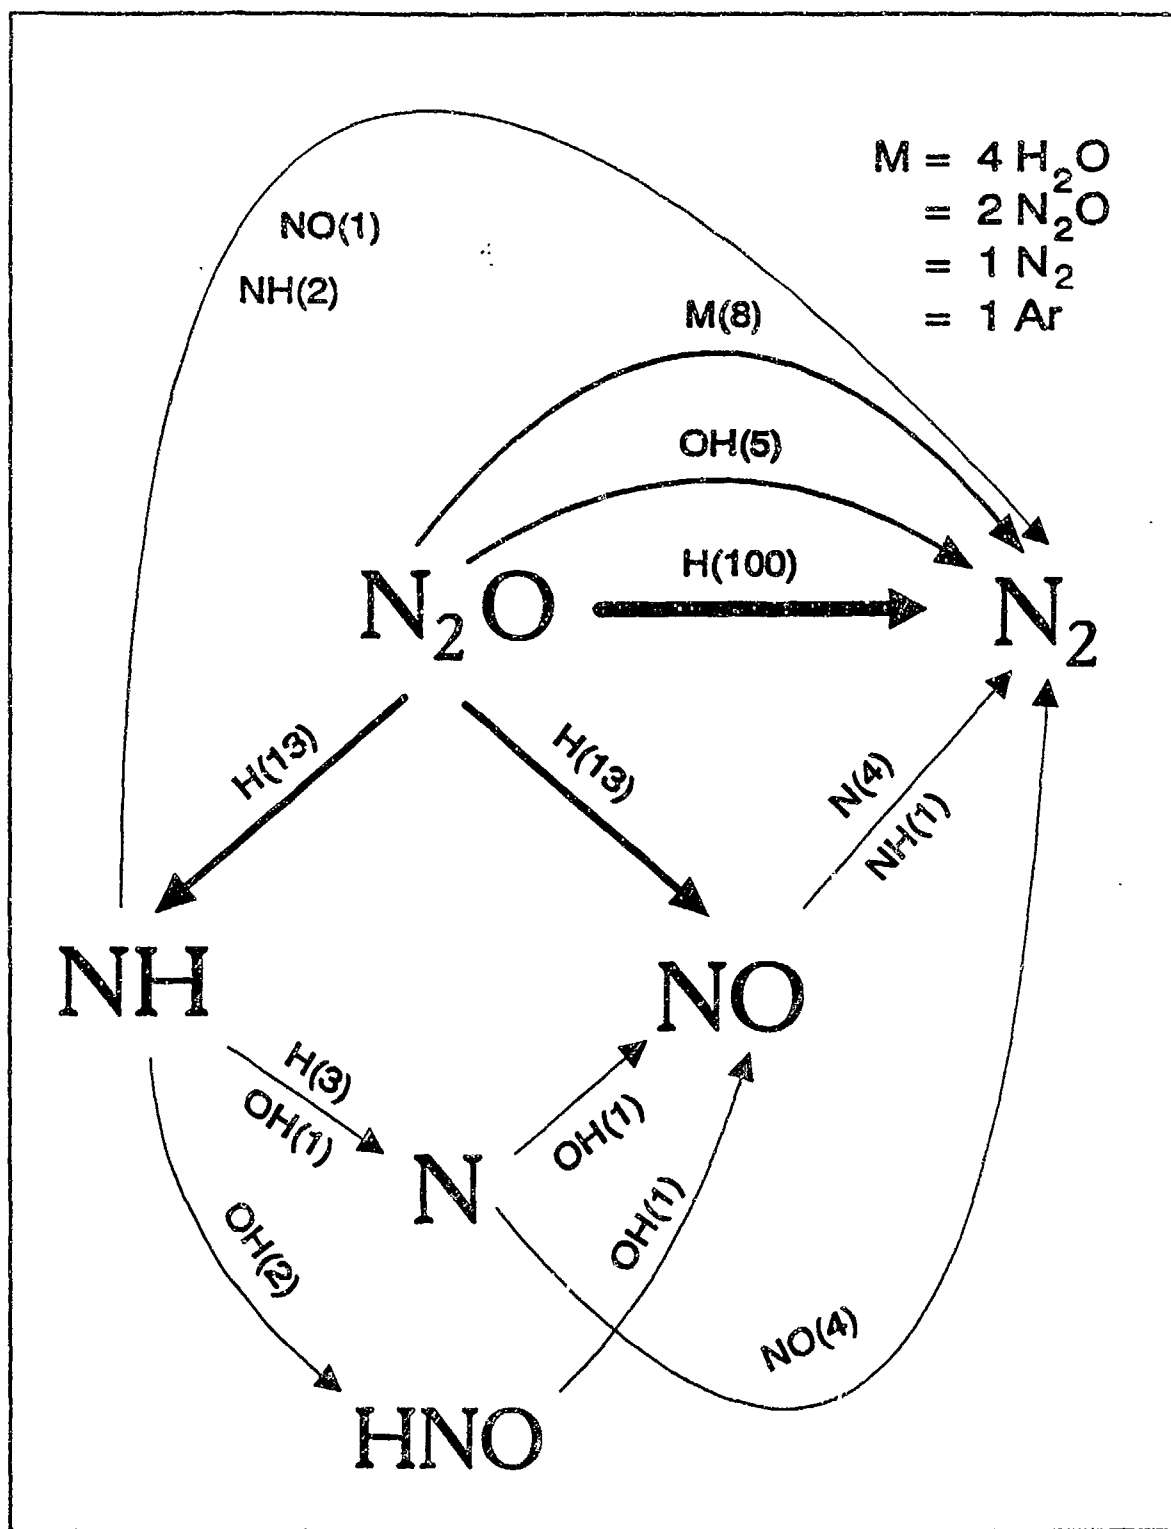 M = 4 H₂O
= 2 N₂O
= 1 N₂
= 1 Ar
NO(1)
NH(2)
M(8)
OH(5)
H(100)
N₂O
N₂
H(13)
H(13)
N(4)
NH(1)
NH
NO
H(3)
OH(1)
OH(1)
N
OH(2)
OH(1)
NO(4)
HNO